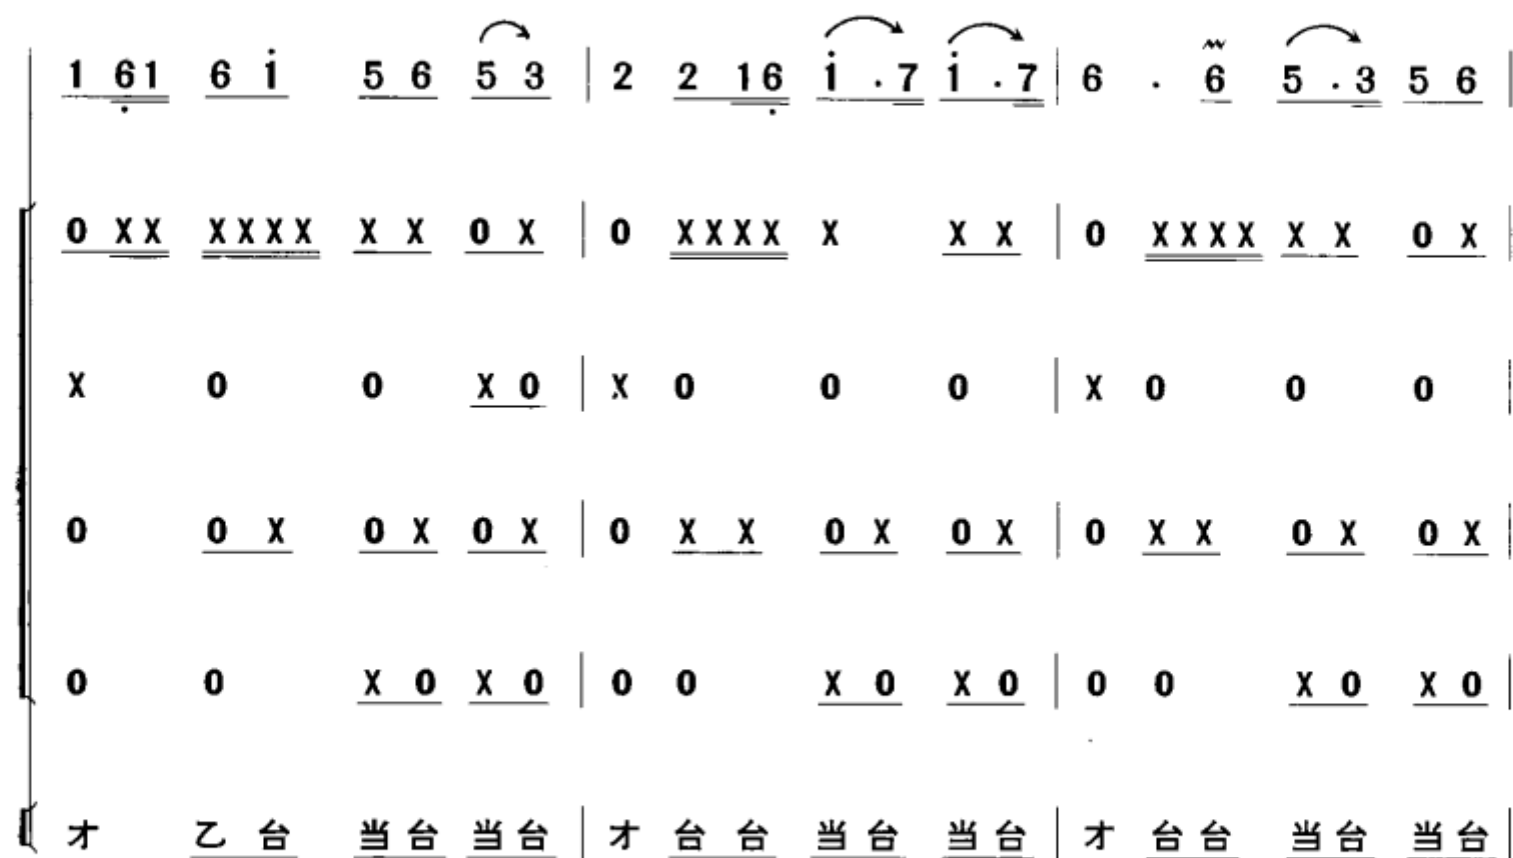 1 61 6 i 5 6 5 3 | 2 2 16 i . 7 i . 7 | 6 . 6 5 . 3 5 6 |
0 XX XXXX X X 0 X | 0 XXXX X X X | 0 XXXX X X 0 X |
X 0 0 X 0 | X 0 0 0 | X 0 0 0 |
0 0 X 0 X 0 X | 0 X X 0 X 0 X | 0 X X 0 X 0 X |
0 0 X 0 X 0 | 0 0 X 0 X 0 | 0 0 X 0 X 0 |
才 乙 台 当 台 当 台 | 才 台 台 当 台 当 台 | 才 台 台 当 台 当 台